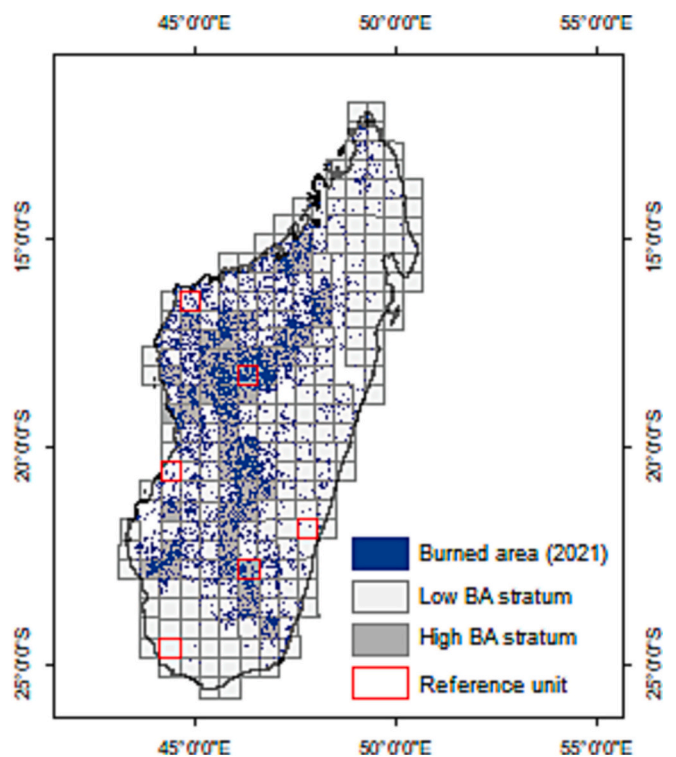 45°0'0"E 50°0'0"E 55°0'0"E
15°0'0"S 15°0'0"S
20°0'0"S 20°0'0"S
Burned area (2021)
Low BA stratum
High BA stratum
25°0'0"S 25°0'0"S
Reference unit
45°0'0"E 50°0'0"E 55°0'0"E